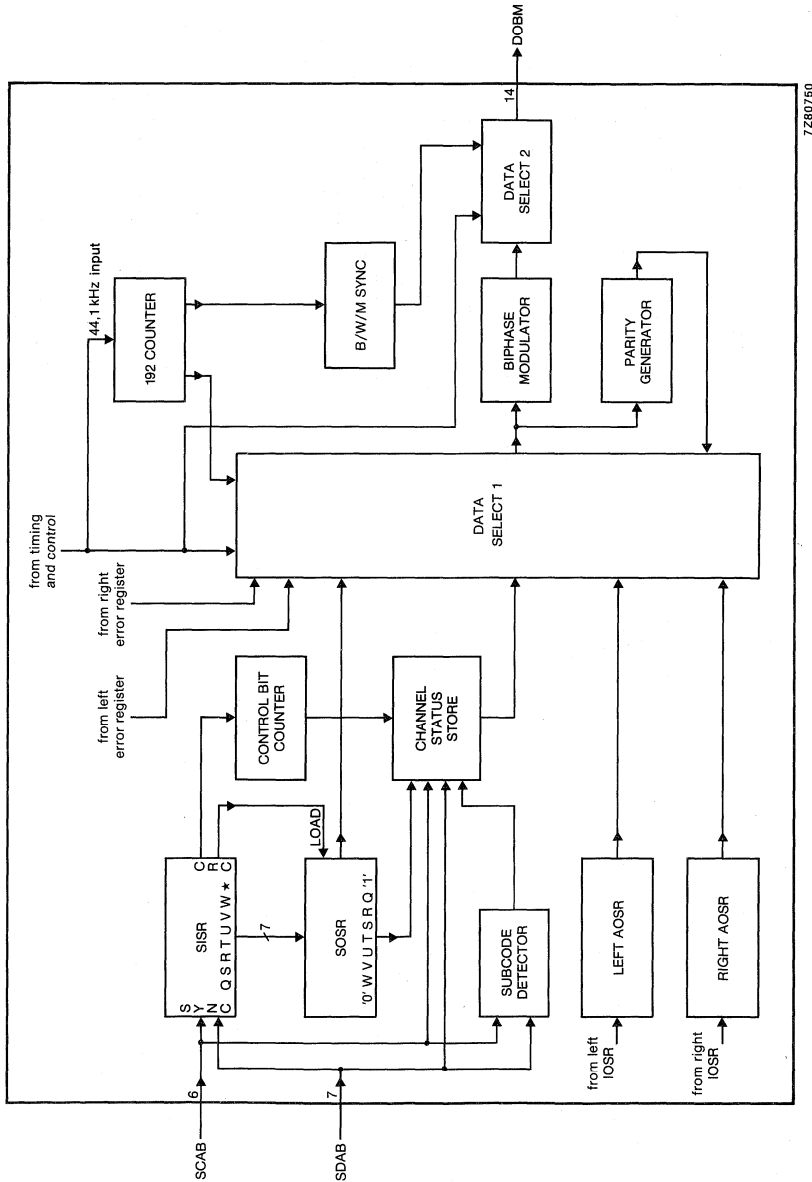 SCAB
6
SDAB
7
S
Y
N
C
Q S R T U V W ★
C
R
C
SISR
7
LOAD
SOSR
'0' W V U T S R Q '1'
SUBCODE
DETECTOR
from left
IOSR
LEFT AOSR
from right
IOSR
RIGHT AOSR
CONTROL BIT
COUNTER
CHANNEL
STATUS
STORE
from left
error register
from right
error register
from timing
and control
DATA
SELECT 1
44,1 kHz input
192 COUNTER
B/W/M SYNC
BIPHASE
MODULATOR
PARITY
GENERATOR
DATA
SELECT 2
14
DOBM
7Z80750